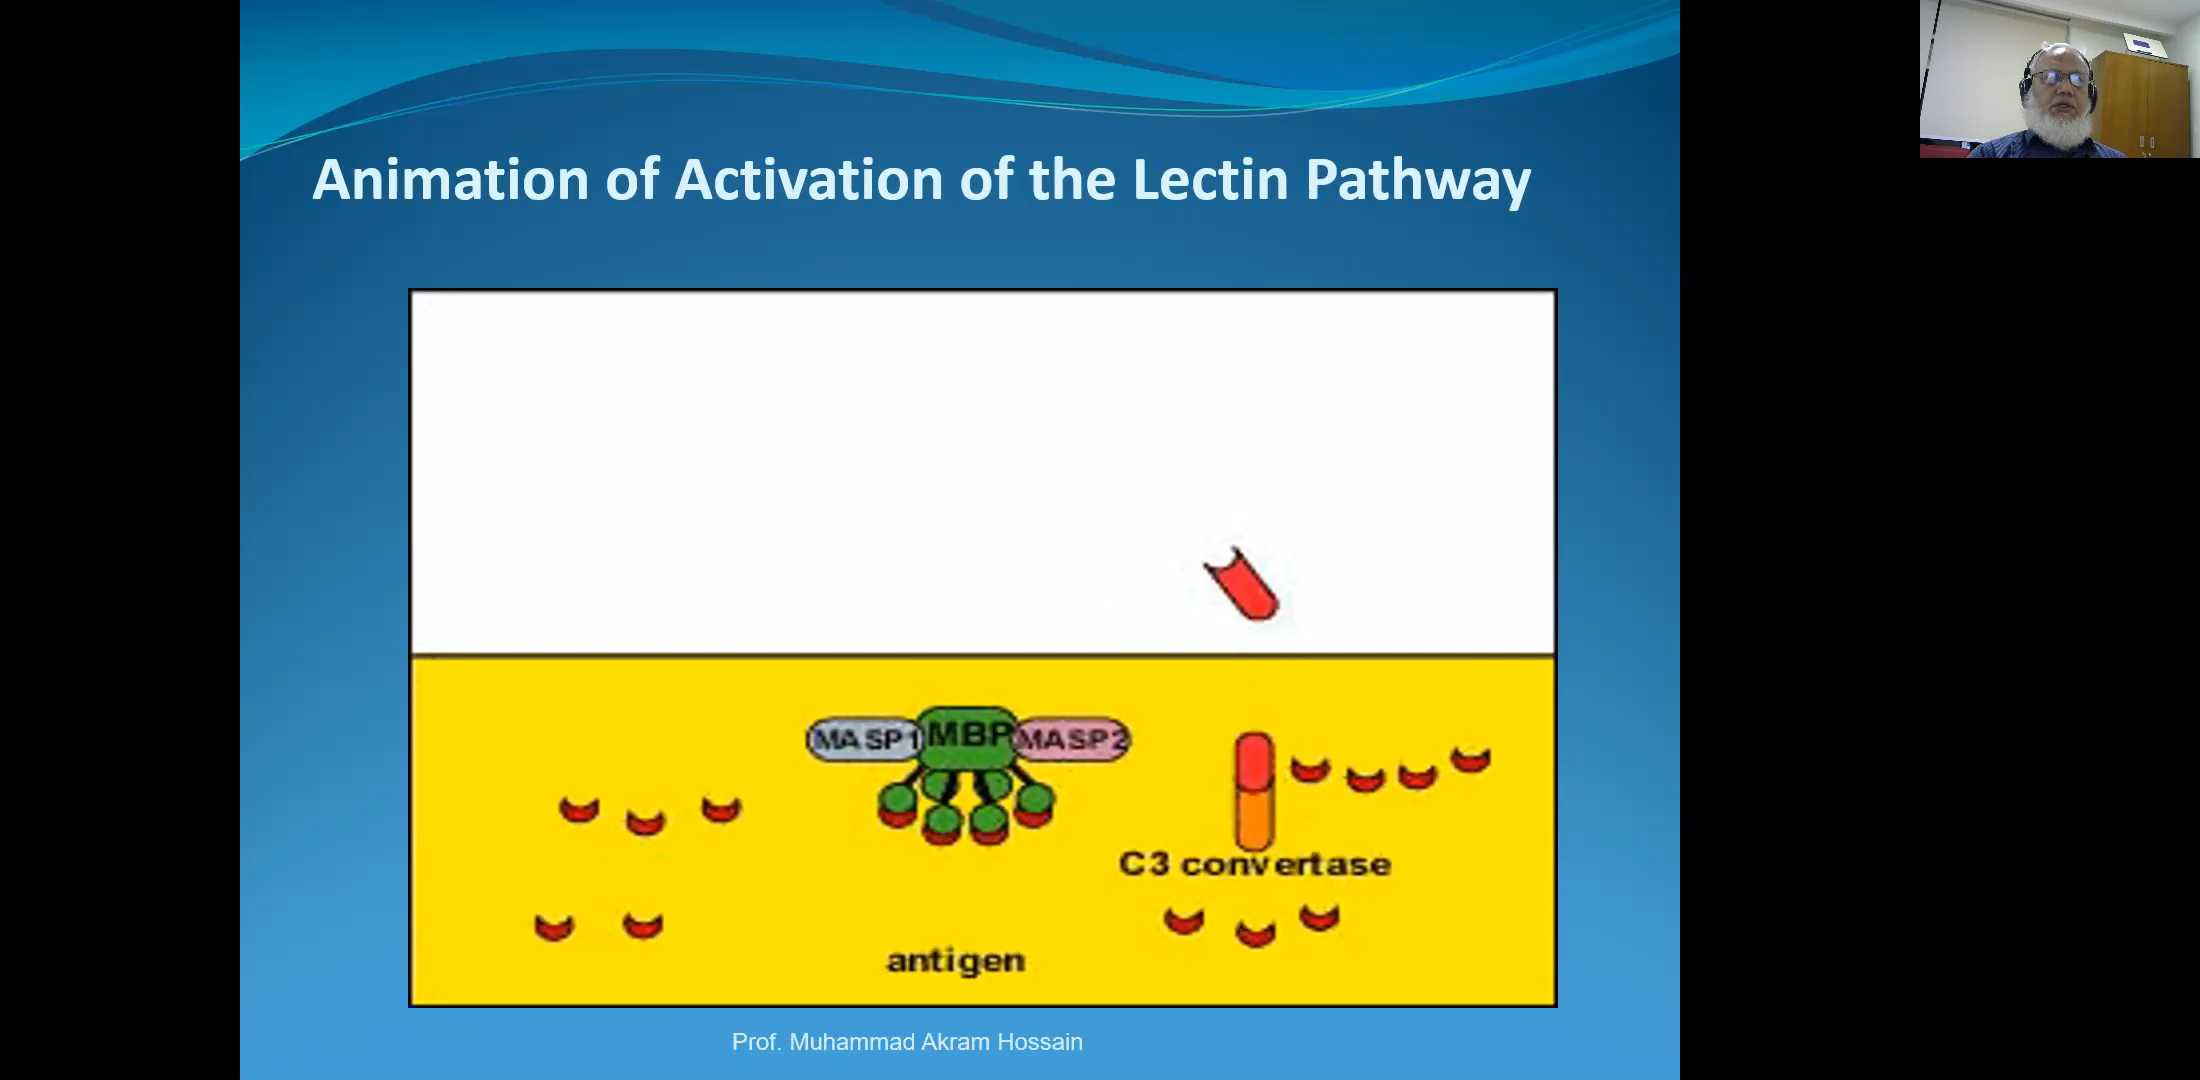 Animation of Activation of the Lectin Pathway
MASP1 MBP MASP2
C3 convertase
antigen
Prof. Muhammad Akram Hossain